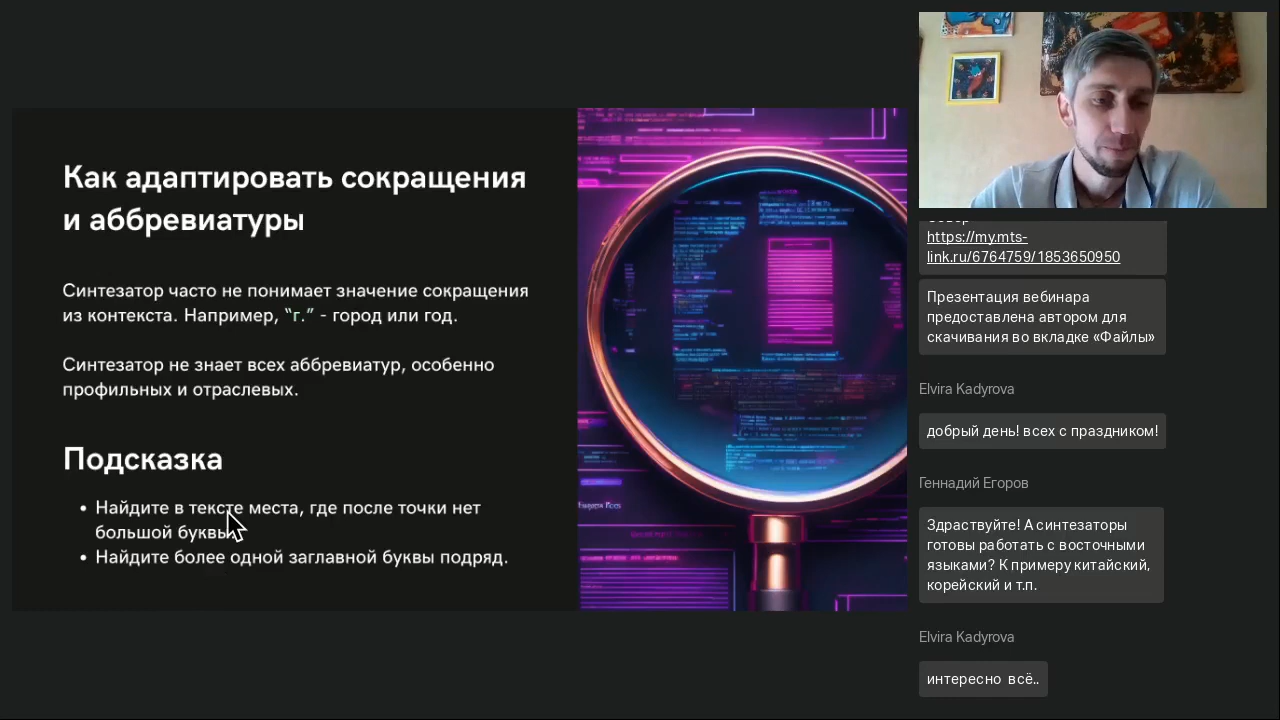 Как адаптировать сокращения
и аббревиатуры
Синтезатор часто не понимает значение сокращения
из контекста. Например, “г.” - город или год.
Синтезатор не знает всех аббревиатур, особенно
профильных и отраслевых.
Подсказка
• Найдите в тексте места, где после точки нет
большой буквы.
• Найдите более одной заглавной буквы подряд.
https://my.mts-
link.ru/6764759/1853650950
Презентация вебинара
предоставлена автором для
скачивания во вкладке «Файлы»
Elvira Kadyrova
добрый день! всех с праздником!
Геннадий Егоров
Здраствуйте! А синтезаторы
готовы работать с восточными
языками? К примеру китайский,
корейский и т.п.
Elvira Kadyrova
интересно всё..